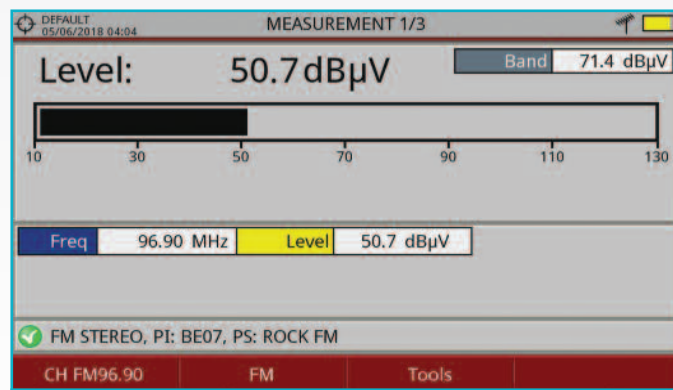 DEFAULT
05/06/2018 04:04
MEASUREMENT 1/3
Level: 50.7 dBµV
Band 71.4 dBµV
10 30 50 70 90 110 130
Freq 96.90 MHz Level 50.7 dBµV
FM STEREO, PI: BE07, PS: ROCK FM
CH FM96.90 FM Tools